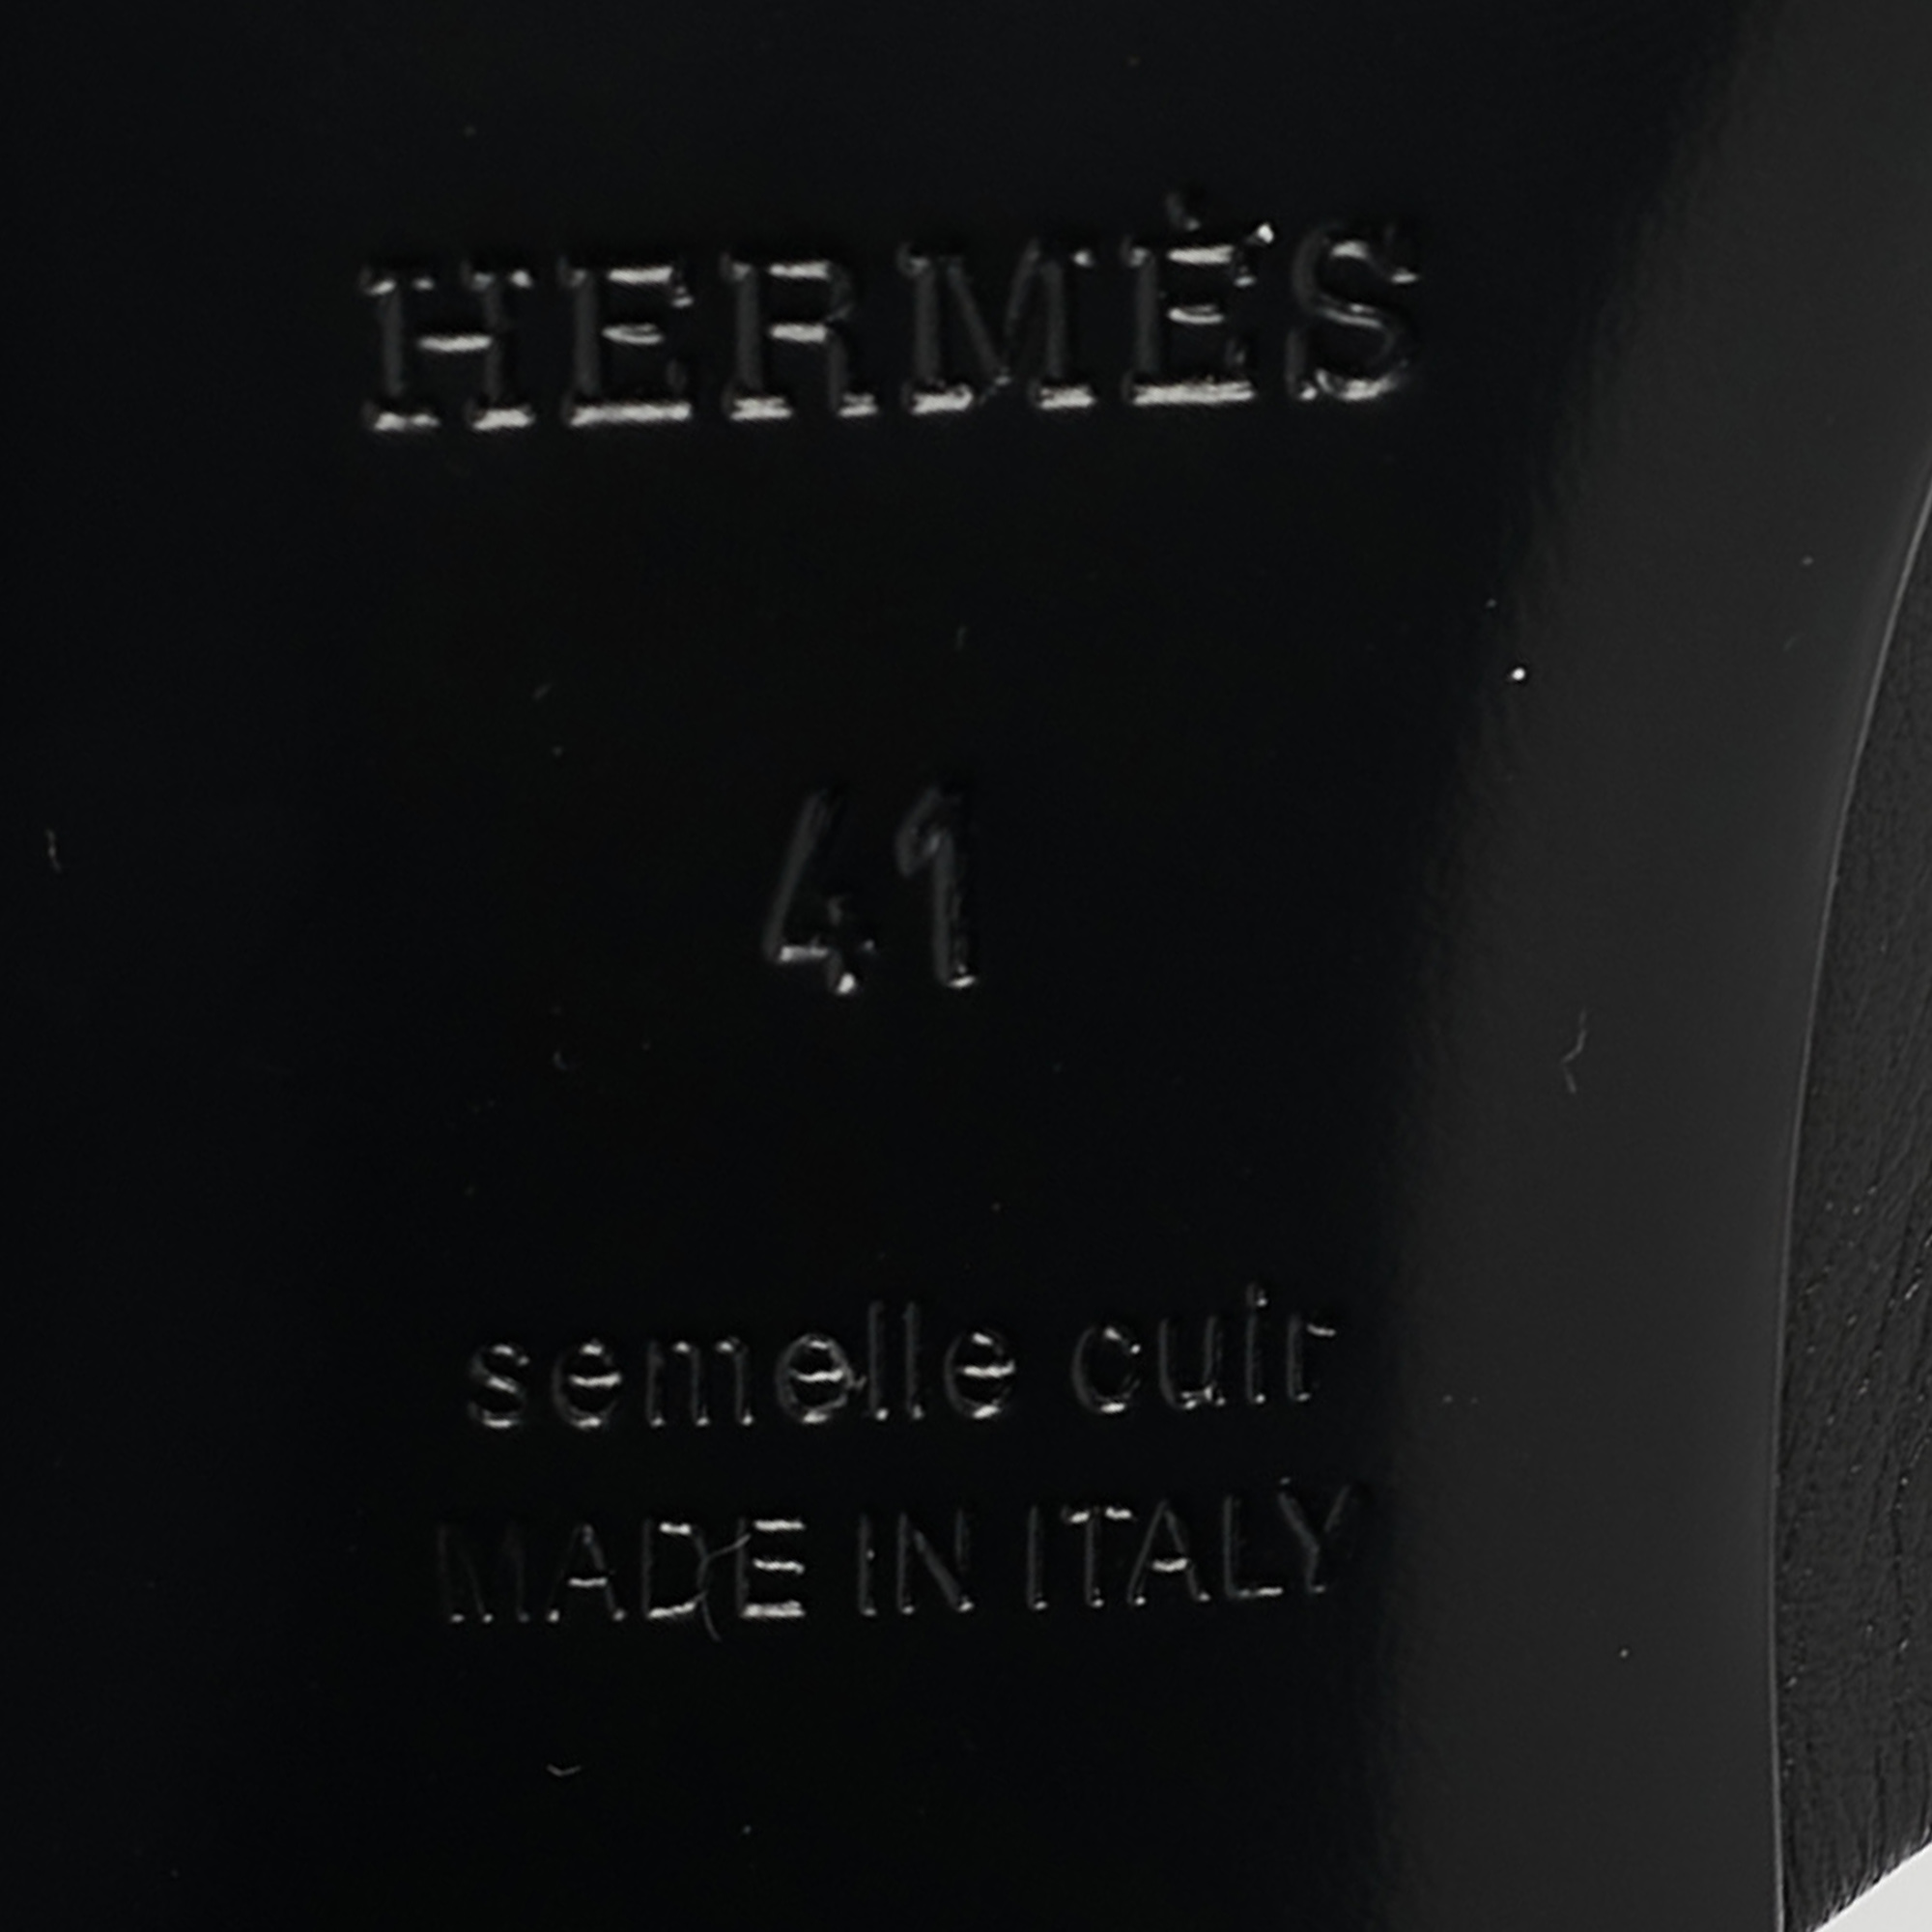 HERMÈS
41
semelle cuir
MADE IN ITALY